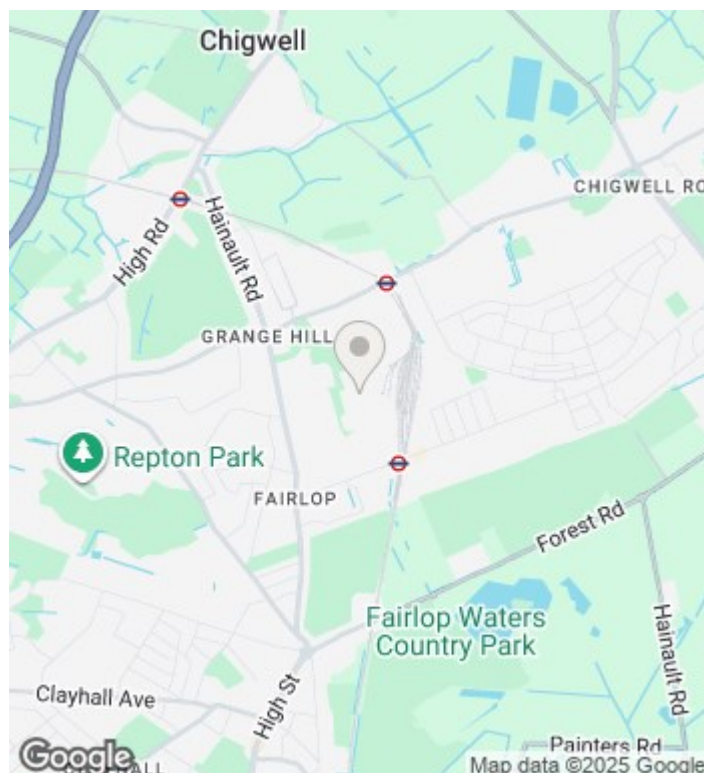 Chigwell
CHIGWELL RO
High Rd
Hainault Rd
GRANGE HILL
Repton Park
FAIRLOP
Forest Rd
Fairlop Waters
Country Park
Hainault Rd
Clayhall Ave
High St
Painters Rd
Google
Map data ©2025 Google